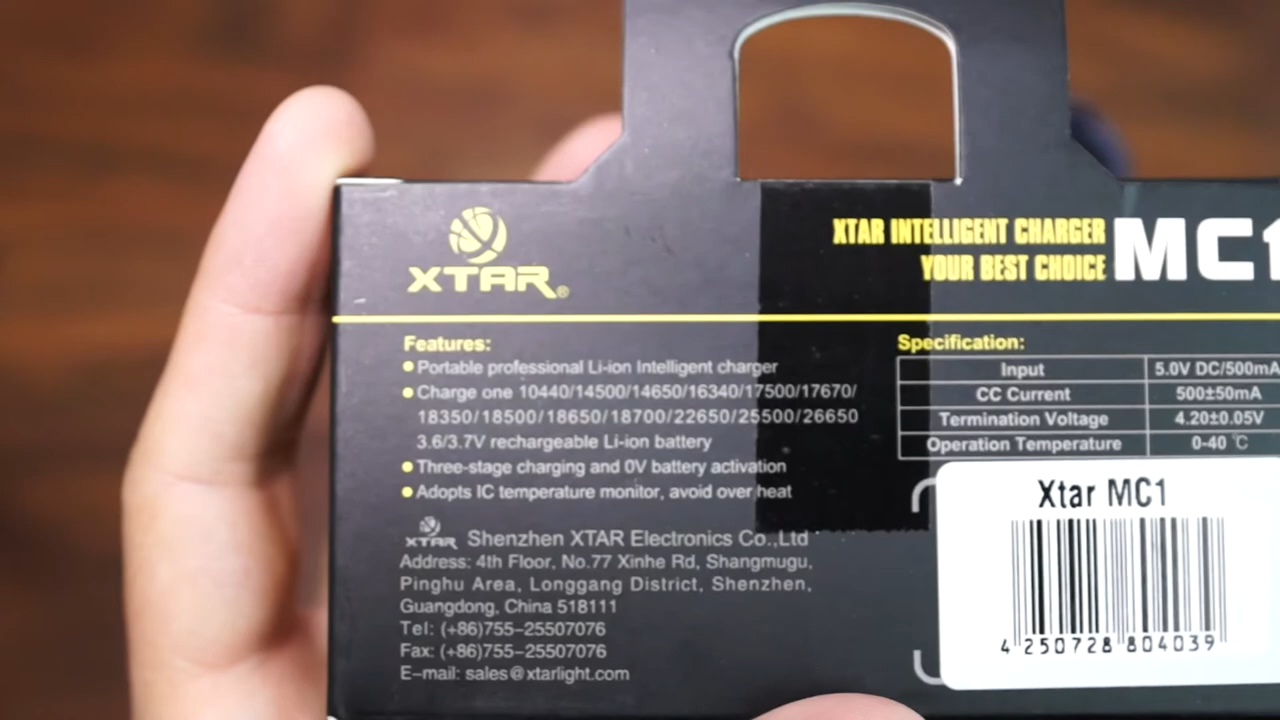 XTAR®
XTAR INTELLIGENT CHARGER
YOUR BEST CHOICE
MC1
Features:
Portable professional Li-ion Intelligent charger
Charge one 10440/14500/14650/16340/17500/17670/
18350/18500/18650/18700/22650/25500/26650
3.6/3.7V rechargeable Li-ion battery
Three-stage charging and 0V battery activation
Adopts IC temperature monitor, avoid over heat
XTAR Shenzhen XTAR Electronics Co.,Ltd
Address: 4th Floor, No.77 Xinhe Rd, Shangmugu,
Pinghu Area, Longgang District, Shenzhen,
Guangdong, China 518111
Tel: (+86)755-25507076
Fax: (+86)755-25507076
E-mail: sales@xtarlight.com
Specification:
Input 5.0V DC/500mA
CC Current 500±50mA
Termination Voltage 4.20±0.05V
Operation Temperature 0-40 ℃
Xtar MC1
4 250728 804039